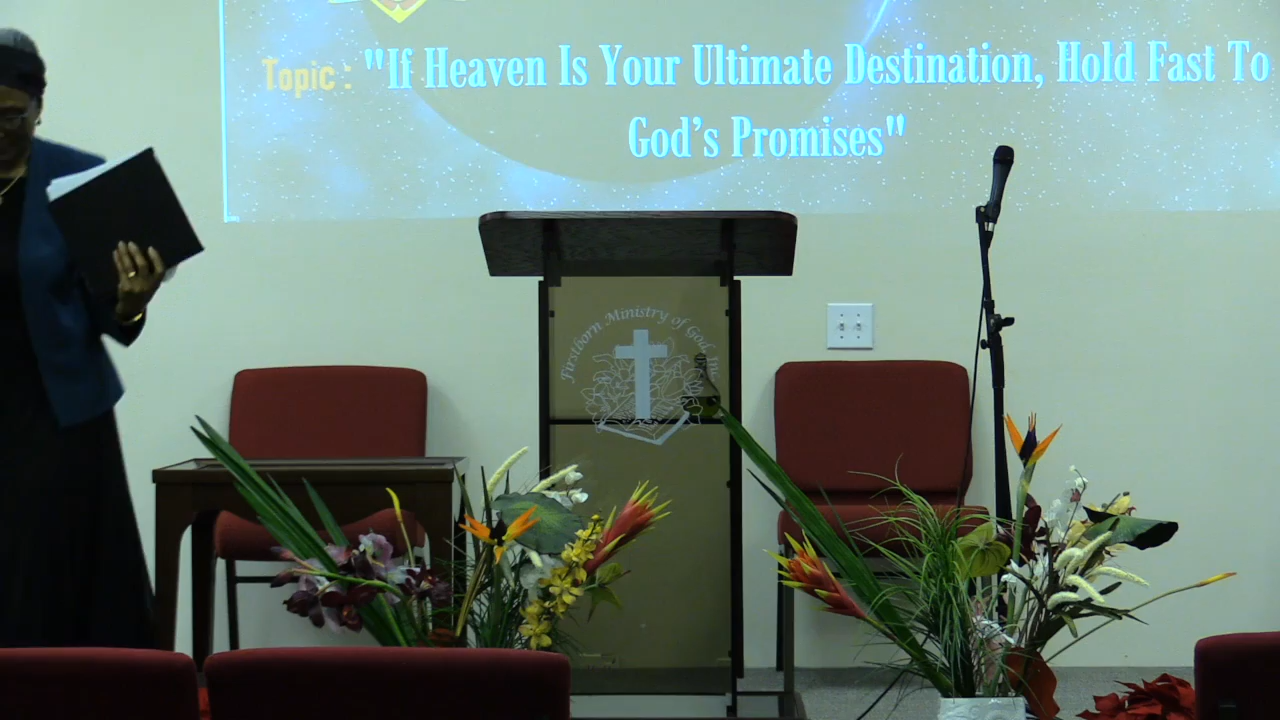 Topic : "If Heaven Is Your Ultimate Destination, Hold Fast To
God's Promises"
Firstborn Ministry of God, Inc.